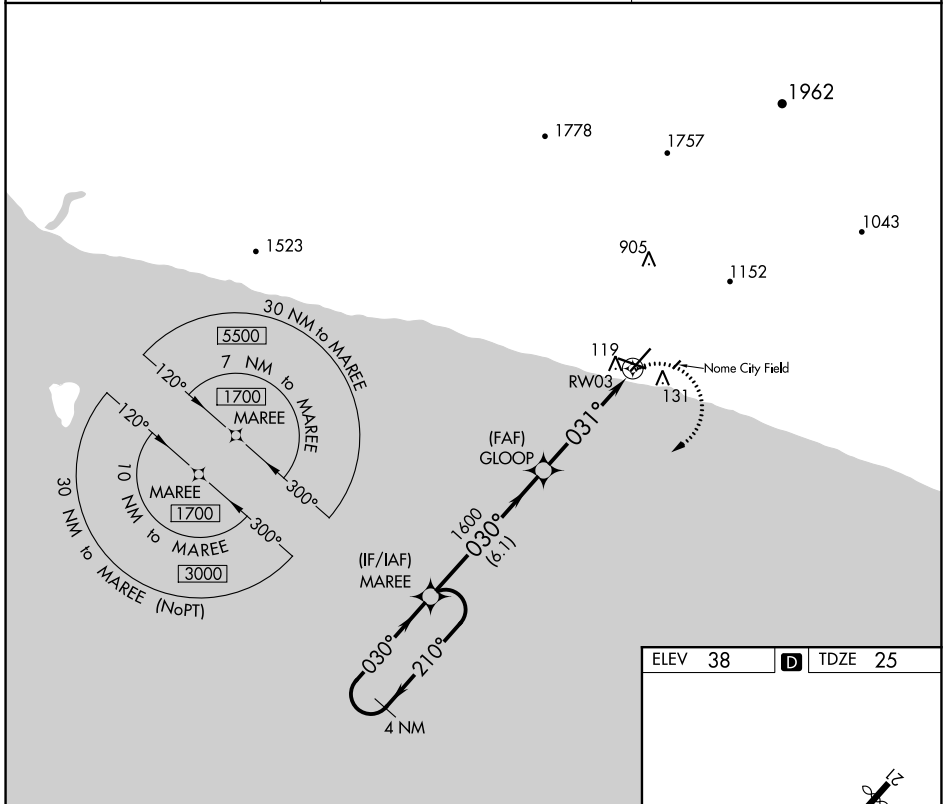 1962
1778
1757
1043
1523
905
1152
30 NM to MAREE
5500
7 NM to MAREE
1700
MAREE
120°
300°
119
RW03
Nome City Field
131
120°
MAREE
10 NM to MAREE
1700
300°
30 NM to MAREE (NoPT)
3000
031°
(FAF)
GLOOP
1600
030°
(6.1)
(IF/IAF)
MAREE
030°
210°
4 NM
ELEV 38 D TDZE 25
21